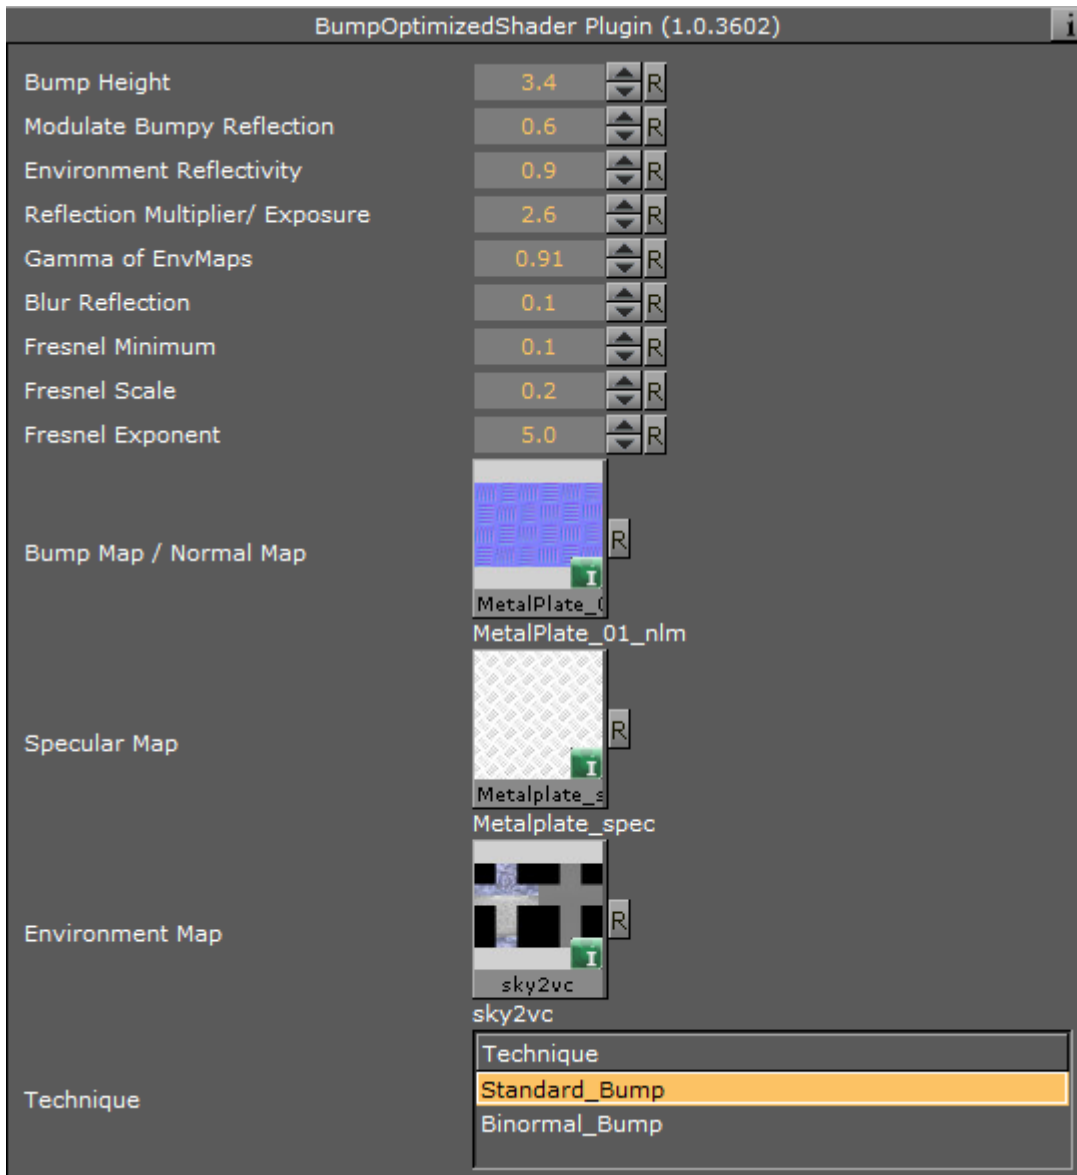 BumpOptimizedShader Plugin (1.0.3602) i
Bump Height 3.4 R
Modulate Bumpy Reflection 0.6 R
Environment Reflectivity 0.9 R
Reflection Multiplier/ Exposure 2.6 R
Gamma of EnvMaps 0.91 R
Blur Reflection 0.1 R
Fresnel Minimum 0.1 R
Fresnel Scale 0.2 R
Fresnel Exponent 5.0 R
Bump Map / Normal Map R
I
MetalPlate_0
MetalPlate_01_nlm
Specular Map R
I
Metalplate_s
Metalplate_spec
Environment Map R
I
sky2vc
sky2vc
Technique
Technique
Standard_Bump
Binormal_Bump